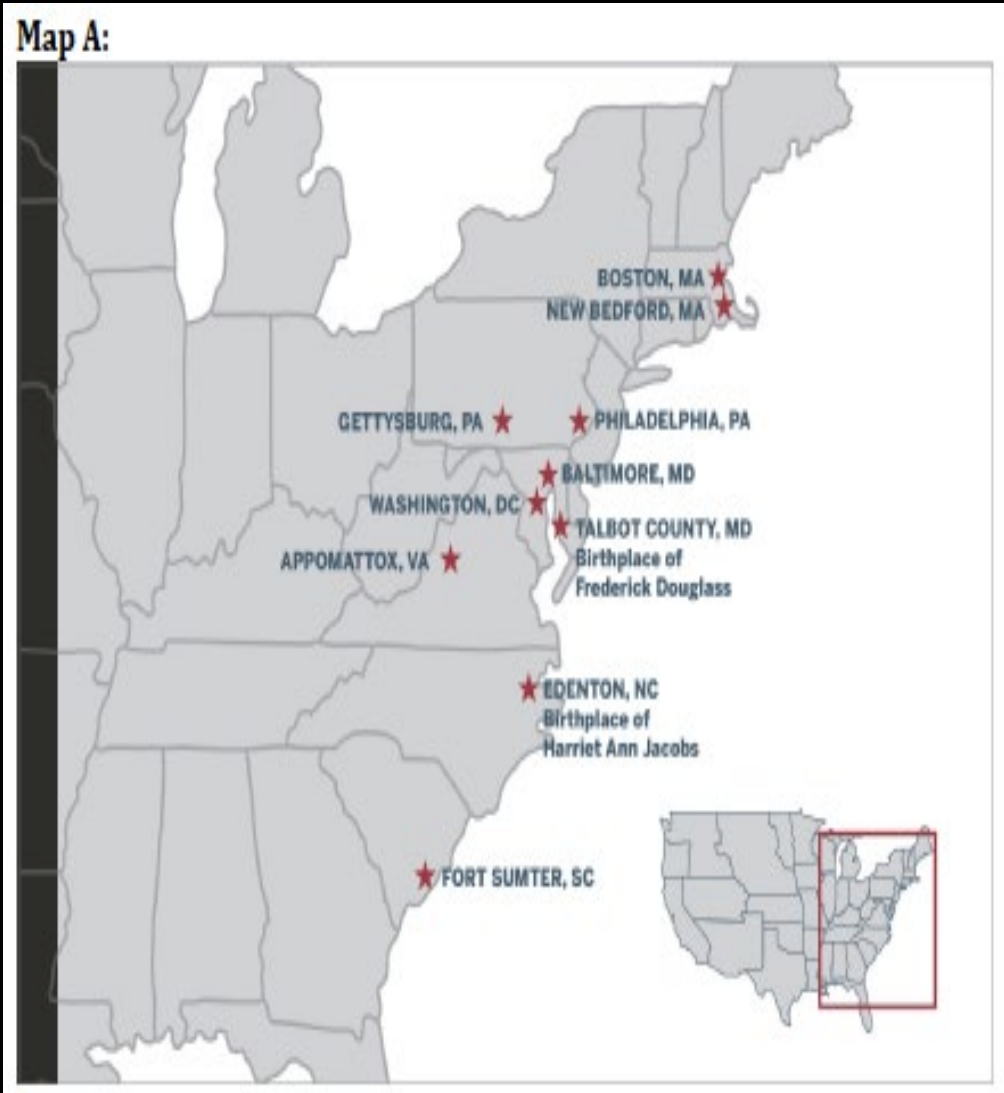 Map A:
BOSTON, MA
NEW BEDFORD, MA
GETTYSBURG, PA
PHILADELPHIA, PA
BALTIMORE, MD
WASHINGTON, DC
TALBOT COUNTY, MD
Birthplace of
Frederick Douglass
APPOMATTOX, VA
EDENTON, NC
Birthplace of
Harriet Ann Jacobs
FORT SUMTER, SC